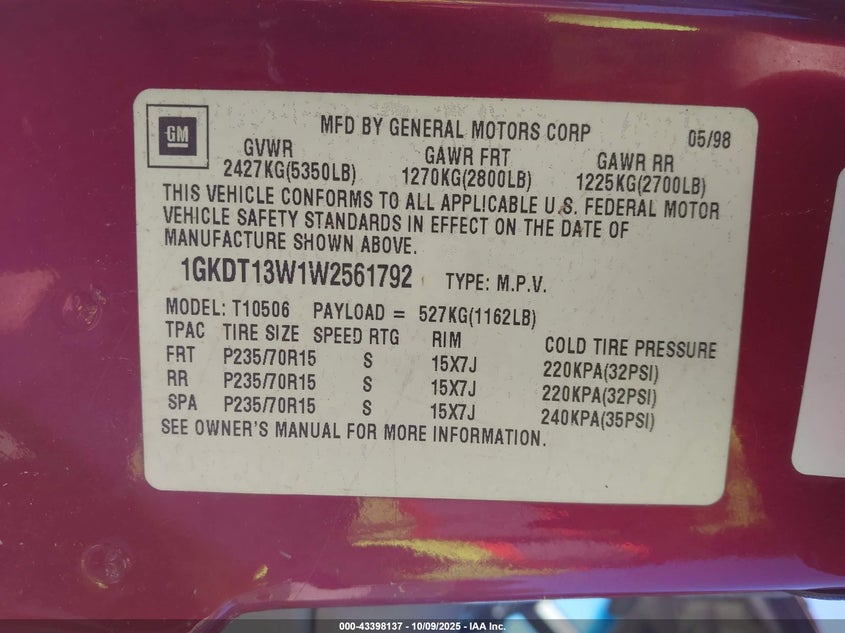 GM
MFD BY GENERAL MOTORS CORP 05/98
GVWR GAWR FRT GAWR RR
2427KG(5350LB) 1270KG(2800LB) 1225KG(2700LB)
THIS VEHICLE CONFORMS TO ALL APPLICABLE U.S. FEDERAL MOTOR
VEHICLE SAFETY STANDARDS IN EFFECT ON THE DATE OF
MANUFACTURE SHOWN ABOVE.
1GKDT13W1W2561792 TYPE: M.P.V.
MODEL: T10506 PAYLOAD = 527KG(1162LB)
TPAC TIRE SIZE SPEED RTG RIM COLD TIRE PRESSURE
FRT P235/70R15 S 15X7J 220KPA(32PSI)
RR P235/70R15 S 15X7J 220KPA(32PSI)
SPA P235/70R15 S 15X7J 240KPA(35PSI)
SEE OWNER'S MANUAL FOR MORE INFORMATION.
000-43398137 - 10/09/2025 - IAA Inc.